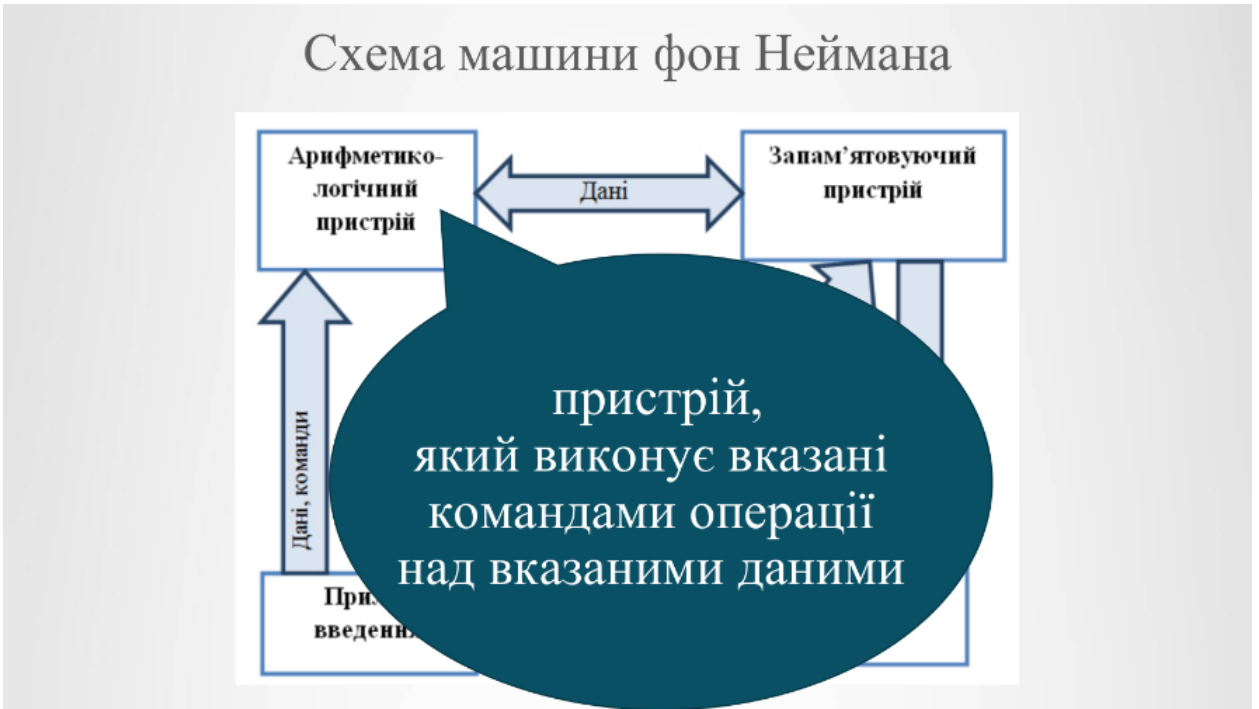 Схема машини фон Неймана
Арифметико-
логічний
пристрій
Дані
Запам’ятовуючий
пристрій
Дані, команди
пристрій,
який виконує вказані
командами операції
над вказаними даними